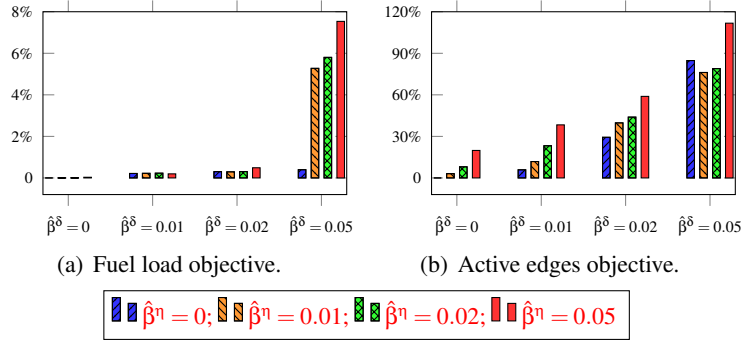 8%
6%
4%
2%
0
β̂^δ = 0
β̂^δ = 0.01
β̂^δ = 0.02
β̂^δ = 0.05
(a) Fuel load objective.
120%
90%
60%
30%
0
β̂^δ = 0
β̂^δ = 0.01
β̂^δ = 0.02
β̂^δ = 0.05
(b) Active edges objective.
β̂^η = 0; β̂^η = 0.01; β̂^η = 0.02; β̂^η = 0.05